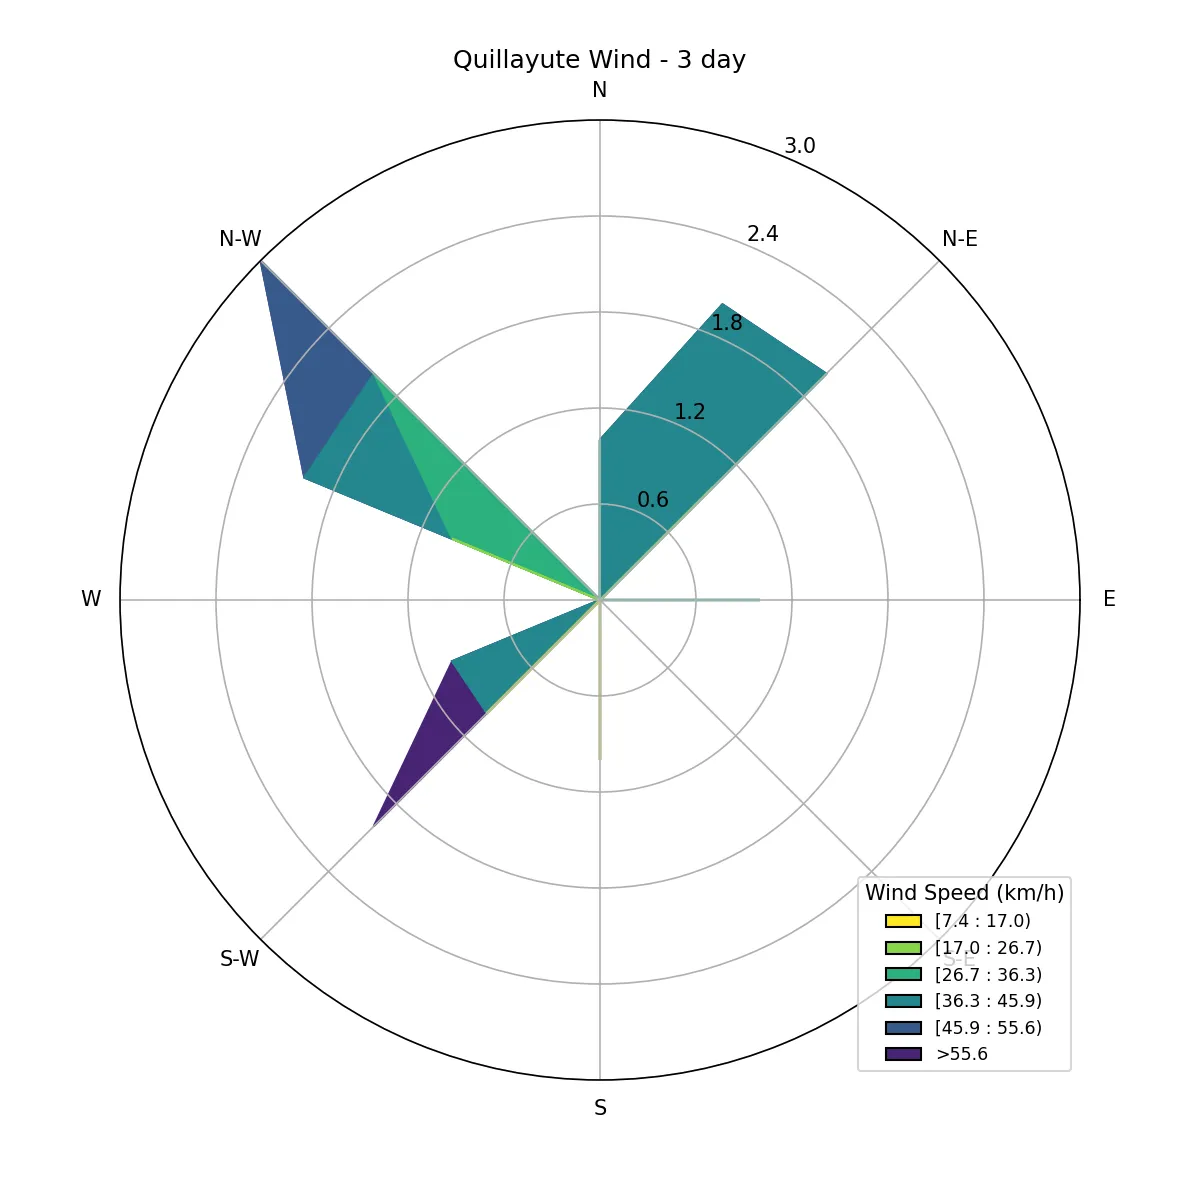 Quillayute Wind - 3 day
N
3.0
2.4
N-W
N-E
1.8
1.2
0.6
W
E
S-W
S-E
S
Wind Speed (km/h)
[7.4 : 17.0)
[17.0 : 26.7)
[26.7 : 36.3)
[36.3 : 45.9)
[45.9 : 55.6)
>55.6